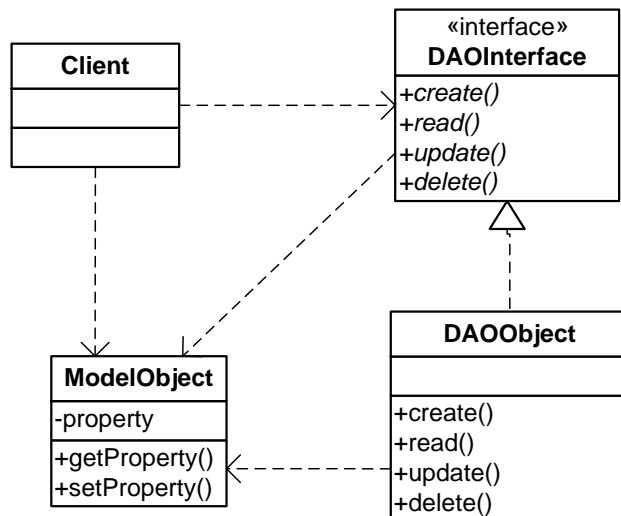 Client
«interface»
DAOInterface
+create()
+read()
+update()
+delete()
ModelObject
-property
+getProperty()
+setProperty()
DAOObject
+create()
+read()
+update()
+delete()